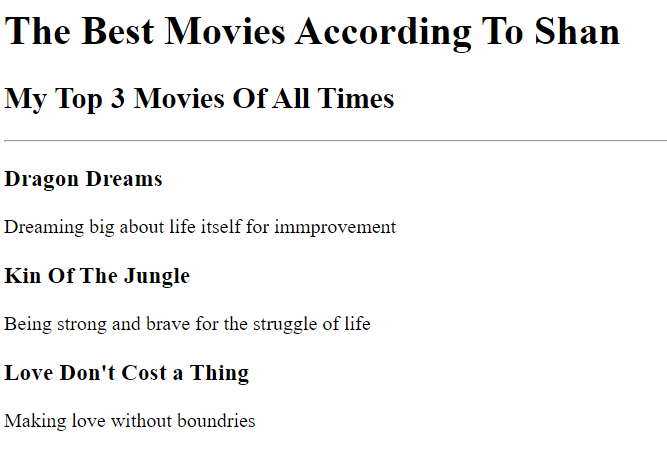 The Best Movies According To Shan
My Top 3 Movies Of All Times
Dragon Dreams
Dreaming big about life itself for immprovement
Kin Of The Jungle
Being strong and brave for the struggle of life
Love Don't Cost a Thing
Making love without boundries